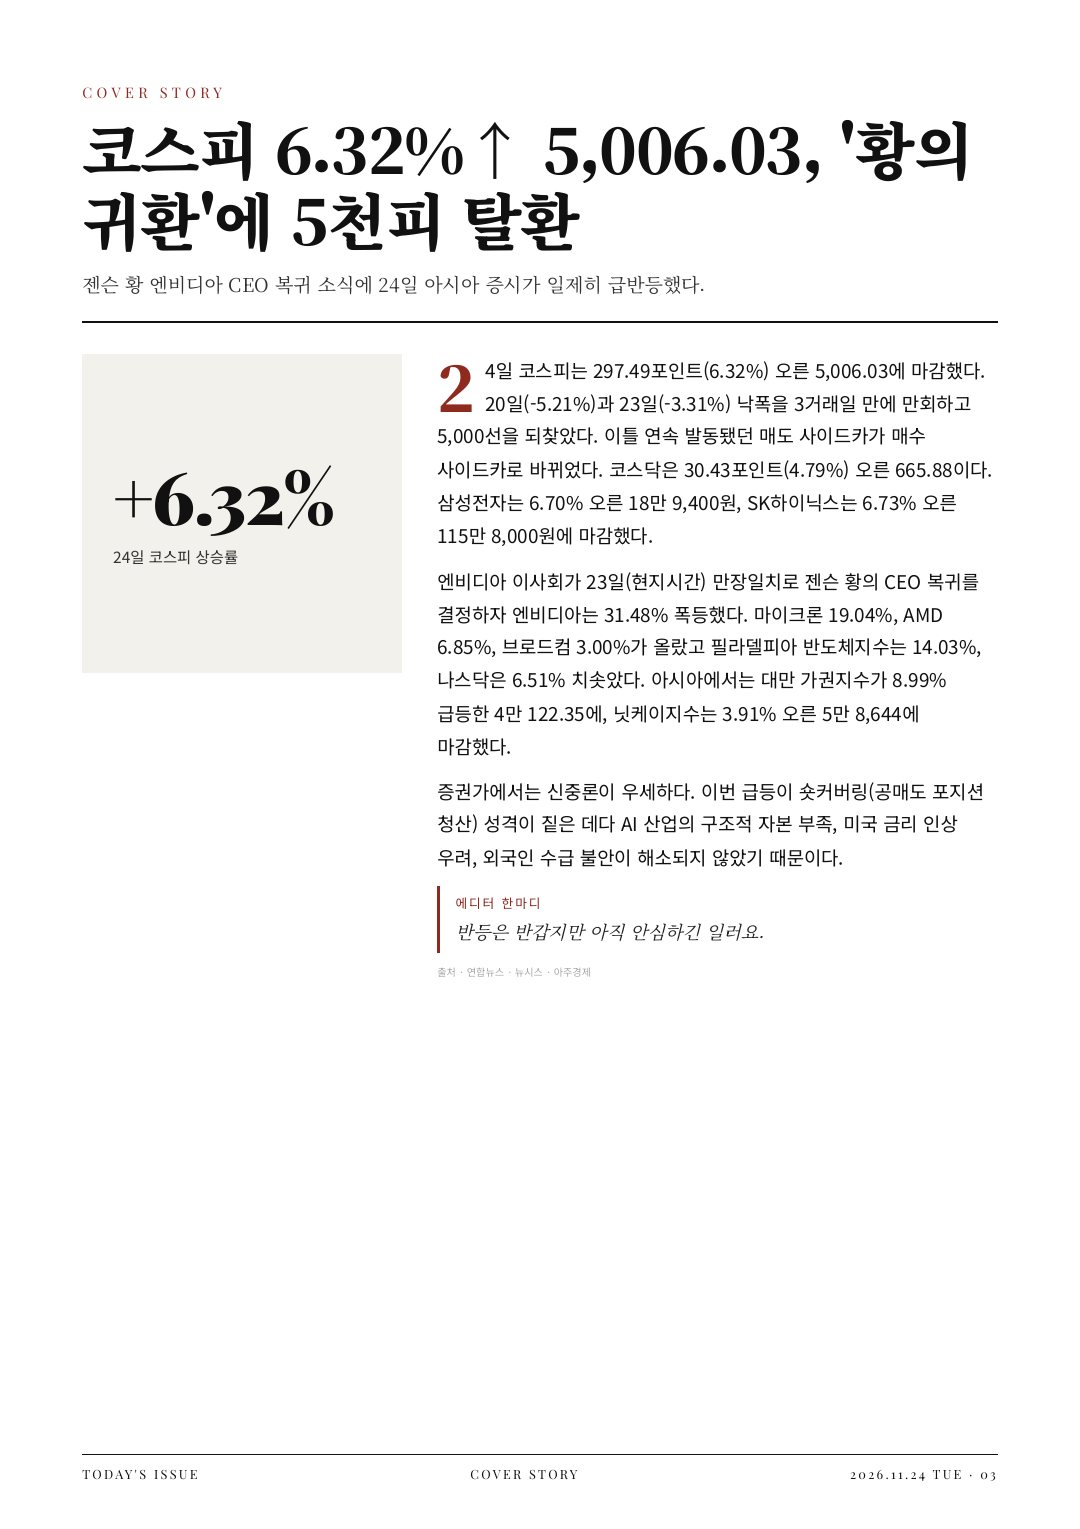 COVER STORY
코스피 6.32%↑ 5,006.03, '황의
귀환'에 5천피 탈환
젠슨 황 엔비디아 CEO 복귀 소식에 24일 아시아 증시가 일제히 급반등했다.
+6.32%
24일 코스피 상승률
24일 코스피는 297.49포인트(6.32%) 오른 5,006.03에 마감했다.
20일(-5.21%)과 23일(-3.31%) 낙폭을 3거래일 만에 만회하고
5,000선을 되찾았다. 이틀 연속 발동됐던 매도 사이드카가 매수
사이드카로 바뀌었다. 코스닥은 30.43포인트(4.79%) 오른 665.88이다.
삼성전자는 6.70% 오른 18만 9,400원, SK하이닉스는 6.73% 오른
115만 8,000원에 마감했다.
엔비디아 이사회가 23일(현지시간) 만장일치로 젠슨 황의 CEO 복귀를
결정하자 엔비디아는 31.48% 폭등했다. 마이크론 19.04%, AMD
6.85%, 브로드컴 3.00%가 올랐고 필라델피아 반도체지수는 14.03%,
나스닥은 6.51% 치솟았다. 아시아에서는 대만 가권지수가 8.99%
급등한 4만 122.35에, 닛케이지수는 3.91% 오른 5만 8,644에
마감했다.
증권가에서는 신중론이 우세하다. 이번 급등이 숏커버링(공매도 포지션
청산) 성격이 짙은 데다 AI 산업의 구조적 자본 부족, 미국 금리 인상
우려, 외국인 수급 불안이 해소되지 않았기 때문이다.
에디터 한마디
반등은 반갑지만 아직 안심하긴 일러요.
출처 · 연합뉴스 · 뉴시스 · 아주경제
TODAY'S ISSUE
COVER STORY
2026.11.24 TUE · 03